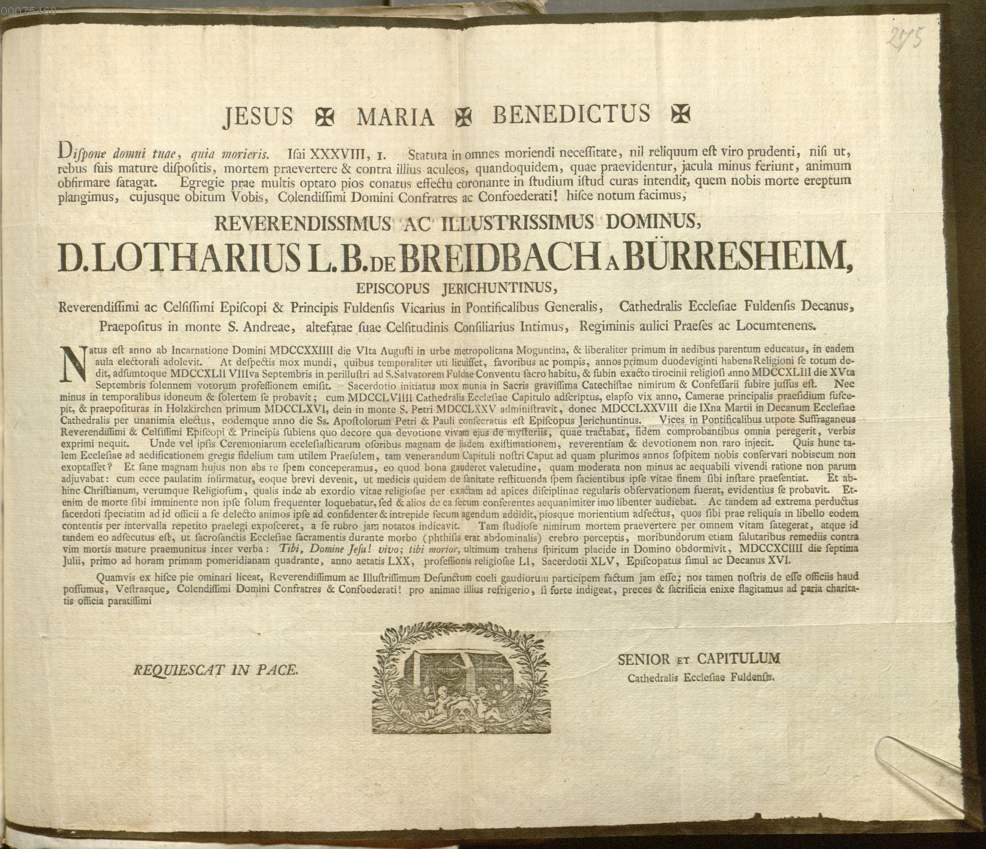 00075468
275
JESUS ✠ MARIA ✠ BENEDICTUS ✠
Diſpone domui tuae, quia morieris. Iſai XXXVIII, 1. Statuta in omnes moriendi neceſſitate, nil reliquum eſt viro prudenti, niſi ut,
rebus ſuis mature diſpoſitis, mortem praevertere & contra illius aculeos, quandoquidem, quae praevidentur, jacula minus feriunt, animum
obfirmare ſatagat. Egregie prae multis optato pios conatus effectu coronante in ſtudium iſtud curas intendit, quem nobis morte ereptum
plangimus, cujusque obitum Vobis, Colendiſſimi Domini Confratres ac Confoederati! hiſce notum facimus,
REVERENDISSIMUS AC ILLUSTRISSIMUS DOMINUS,
D. LOTHARIUS L. B. DE BREIDBACH A BÜRRESHEIM,
EPISCOPUS JERICHUNTINUS,
Reverendiſſimi ac Celſiſſimi Epiſcopi & Principis Fuldenſis Vicarius in Pontificalibus Generalis, Cathedralis Eccleſiae Fuldenſis Decanus,
Praepoſitus in monte S. Andreae, altefatae ſuae Celſitudinis Conſiliarius Intimus, Regiminis aulici Praeſes ac Locumtenens.
Natus eſt anno ab Incarnatione Domini MDCCXXIIII die VIta Auguſti in urbe metropolitana Moguntina, & liberaliter primum in aedibus parentum educatus, in eadem
aula electorali adolevit. At deſpectis mox mundi, quibus temporaliter uti licuiſſet, favoribus ac pompis, annos primum duodeviginti habens Religioni ſe totum de-
dit, adſumtoque MDCCXLII VIIIva Septembris in perilluſtri ad S. Salvatorem Fuldae Conventu ſacro habitu, & ſubin exacto tirocinii religioſi anno MDCCXLIII die XVta
Septembris ſolennem votorum profeſſionem emiſit. Sacerdotio initiatus mox munia in Sacris graviſſima Catechiſtae nimirum & Confeſſarii ſubire juſſus eſt. Nec
minus in temporalibus idoneum & ſolertem ſe probavit; cum MDCCLVIIII Cathedralis Eccleſiae Capitulo adſcriptus, elapſo vix anno, Camerae principalis praeſidium ſuſce-
pit, & praepoſituras in Holzkirchen primum MDCCLXVI, dein in monte S. Petri MDCCLXXV adminiſtravit, donec MDCCLXXVIII die IXna Martii in Decanum Eccleſiae
Cathedralis per unanimia electus, eodemque anno die Ss. Apoſtolorum Petri & Pauli conſecratus eſt Epiſcopus Jerichuntinus. Vices in Pontificalibus utpote Suffraganeus
Reverendiſſimi & Celſiſſimi Epiſcopi & Principis ſubiens quo decore qua devotione vivam ejus de myſteriis, quae tractabat, fidem comprobantibus omnia peregerit, verbis
exprimi nequit. Unde vel ipſis Ceremoniarum eccleſiaſticarum oſoribus magnam de iisdem exiſtimationem, reverentiam & devotionem non raro injecit. Quis hunc ta-
lem Eccleſiae ad aedificationem gregis fidelium tam utilem Praeſulem, tam venerandum Capituli noſtri Caput ad quam plurimos annos ſoſpitem nobis conſervari nobiscum non
exoptaſſet? Et ſane magnam hujus non abs re ſpem conceperamus, eo quod bona gauderet valetudine, quam moderata non minus ac aequabili vivendi ratione non parum
adjuvabat: cum ecce paulatim infirmatur, eoque brevi devenit, ut medicis quidem de ſanitate reſtituenda ſpem facientibus ipſe vitae finem ſibi inſtare praeſentiat. Et ab-
hinc Chriſtianum, verumque Religioſum, qualis inde ab exordio vitae religioſae per exactam ad apices diſciplinae regularis obſervationem fuerat, evidentius ſe probavit. Et-
enim de morte ſibi imminente non ipſe ſolum frequenter loquebatur, ſed & alios de ea ſecum conferentes aequanimiter imo libenter audiebat. Ac tandem ad extrema perductus
ſacerdoti ſpeciatim ad id officii a ſe delecto animos ipſe ad confidenter & intrepide ſecum agendum addidit, piosque morientium adfectus, quos ſibi prae reliquis in libello eodem
contentis per intervalla repetito praelegi expoſceret, a ſe rubro jam notatos indicavit. Tam ſtudioſe nimirum mortem praevertere per omnem vitam ſategerat, atque id
tandem eo adſecutus eſt, ut ſacroſanctis Eccleſiae ſacramentis durante morbo (phthiſis erat abdominalis) crebro perceptis, moribundorum etiam ſalutaribus remediis contra
vim mortis mature praemunitus inter verba: Tibi, Domine Jeſu! vivo; tibi morior, ultimum trahens ſpiritum placide in Domino obdormivit, MDCCXCIIII die ſeptima
Julii, primo ad horam primam pomeridianam quadrante, anno aetatis LXX, profeſſionis religioſae LI, Sacerdotii XLV, Epiſcopatus ſimul ac Decanus XVI.
Quamvis ex hiſce pie ominari liceat, Reverendiſſimum ac Illuſtriſſimum Defunctum coeli gaudiorum participem factum jam eſſe; nos tamen noſtris de eſſe officiis haud
poſſumus, Veſtrasque, Colendiſſimi Domini Confratres & Confoederati! pro animae illius refrigerio, ſi forte indigeat, preces & ſacrificia enixe flagitamus ad paria charita-
tis officia paratiſſimi
REQUIESCAT IN PACE.
SENIOR ET CAPITULUM
Cathedralis Eccleſiae Fuldenſis.